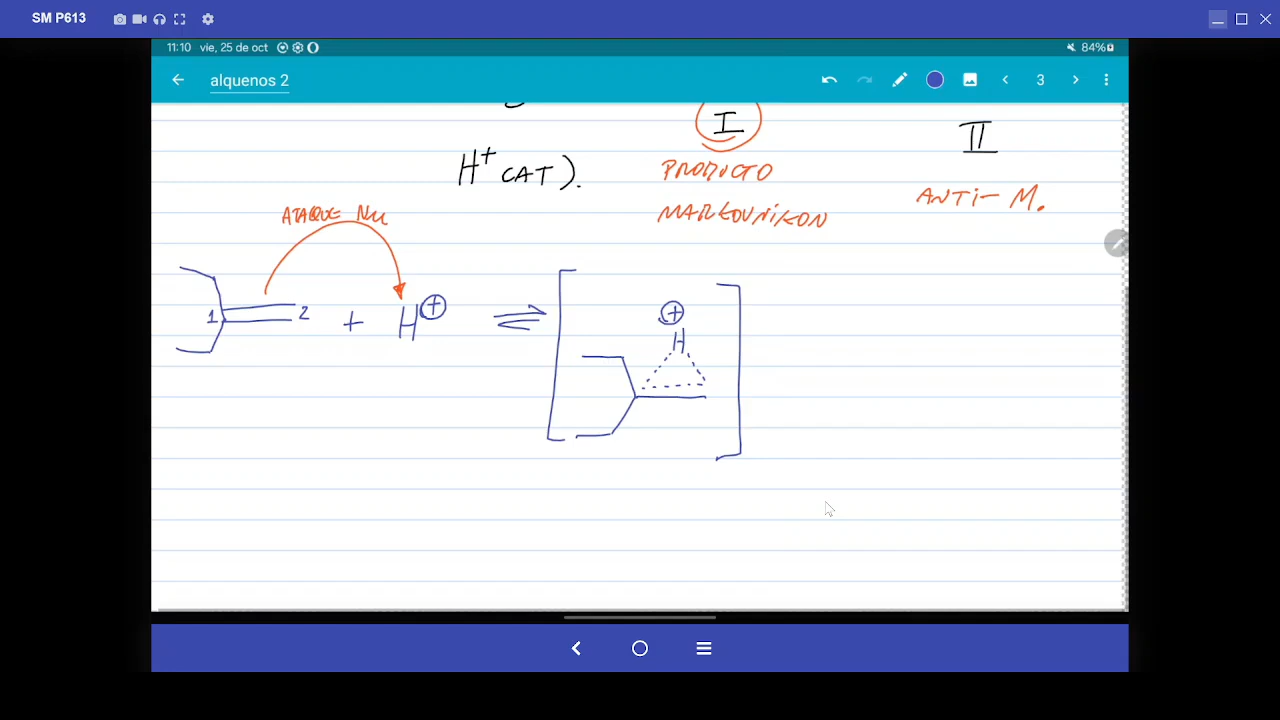 SM P613
11:10 vie, 25 de oct 84%
alquenos 2
3
I
II
H+ CAT).
PRODUCTO
MARKOVNIKOV
ANTI-M.
ATAQUE Nu
1 2 + H+
+
H